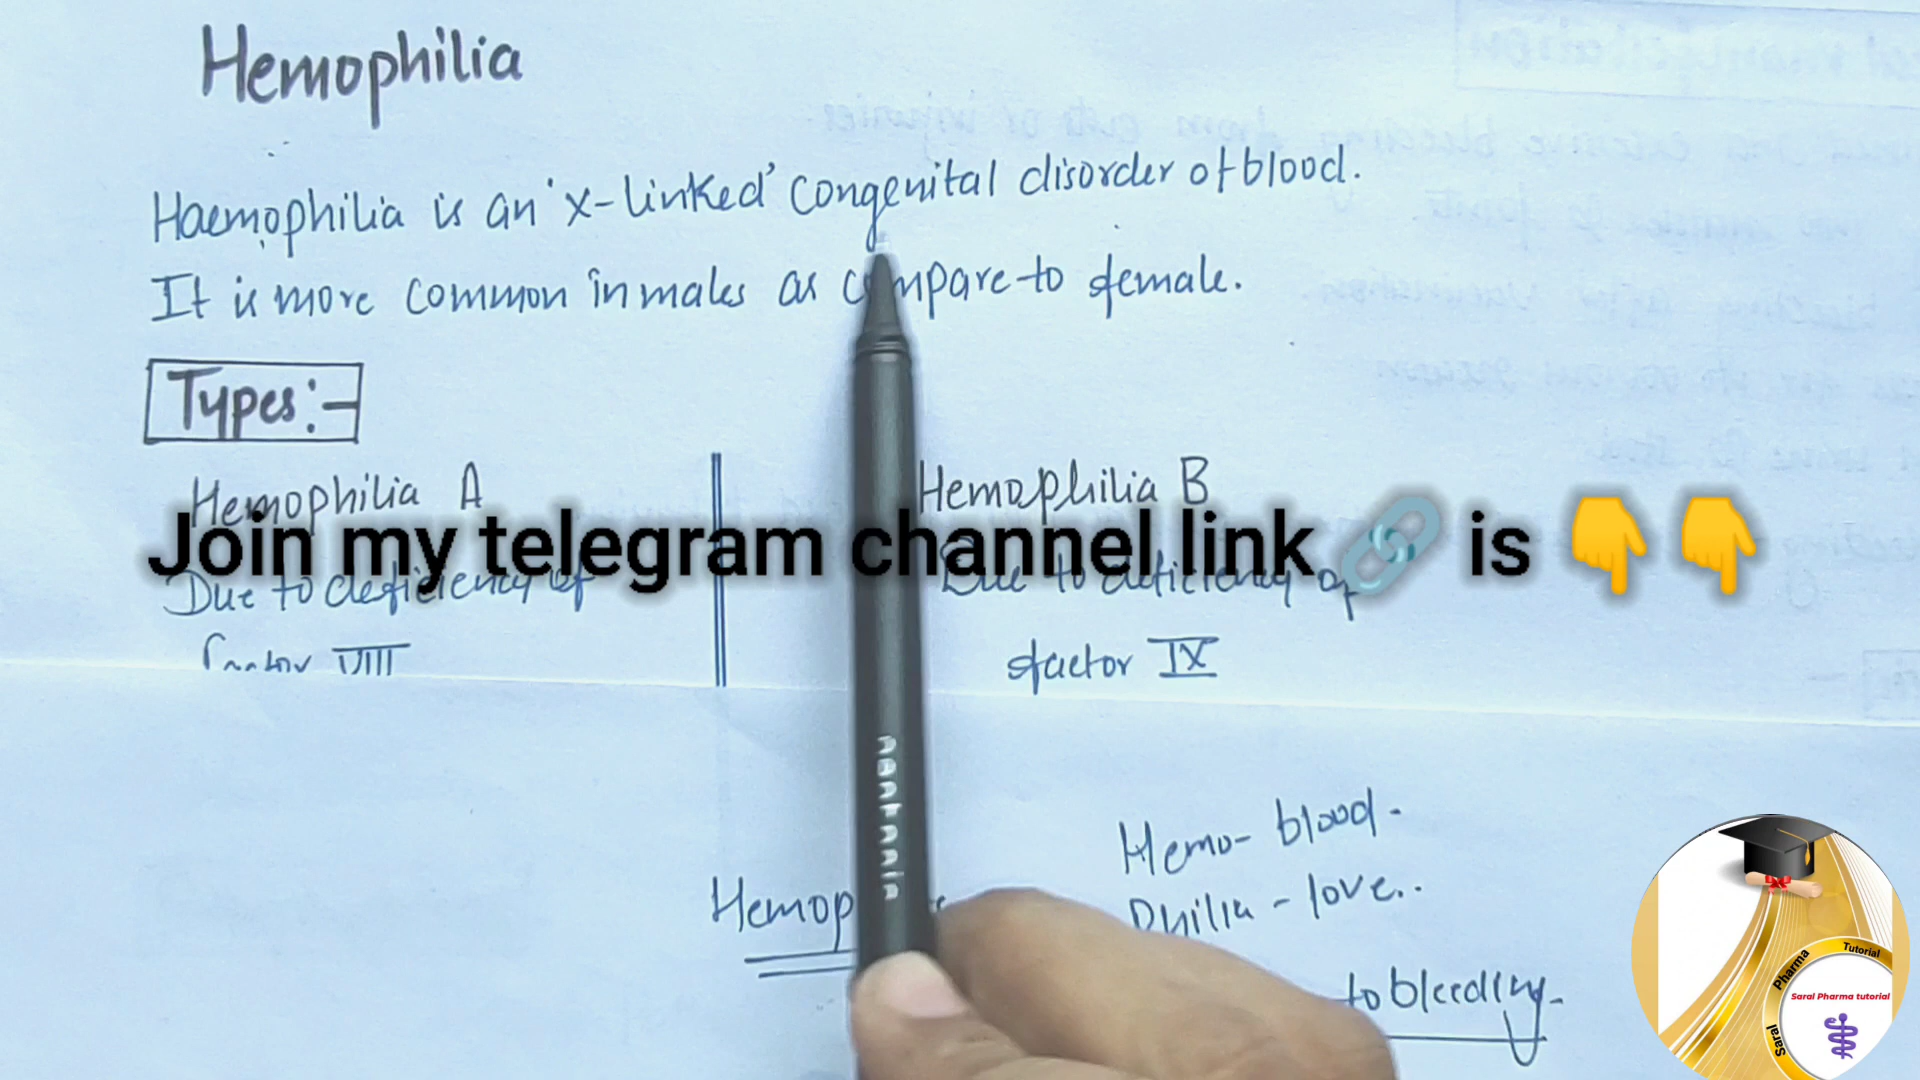 Hemophilia
Haemophilia is an 'x-linked' congenital disorder of blood.
It is more common in males as compare to female.
Types:-
Hemophilia A
Hemophilia B
Join my telegram channel link 🔗 is 👇👇
Due to deficiency of
Due to deficiency of
factor VIII
factor IX
Hemo- blood.
Philia - love..
Hemop
to bleeding.
Saral Pharma Tutorial
Saral Pharma tutorial